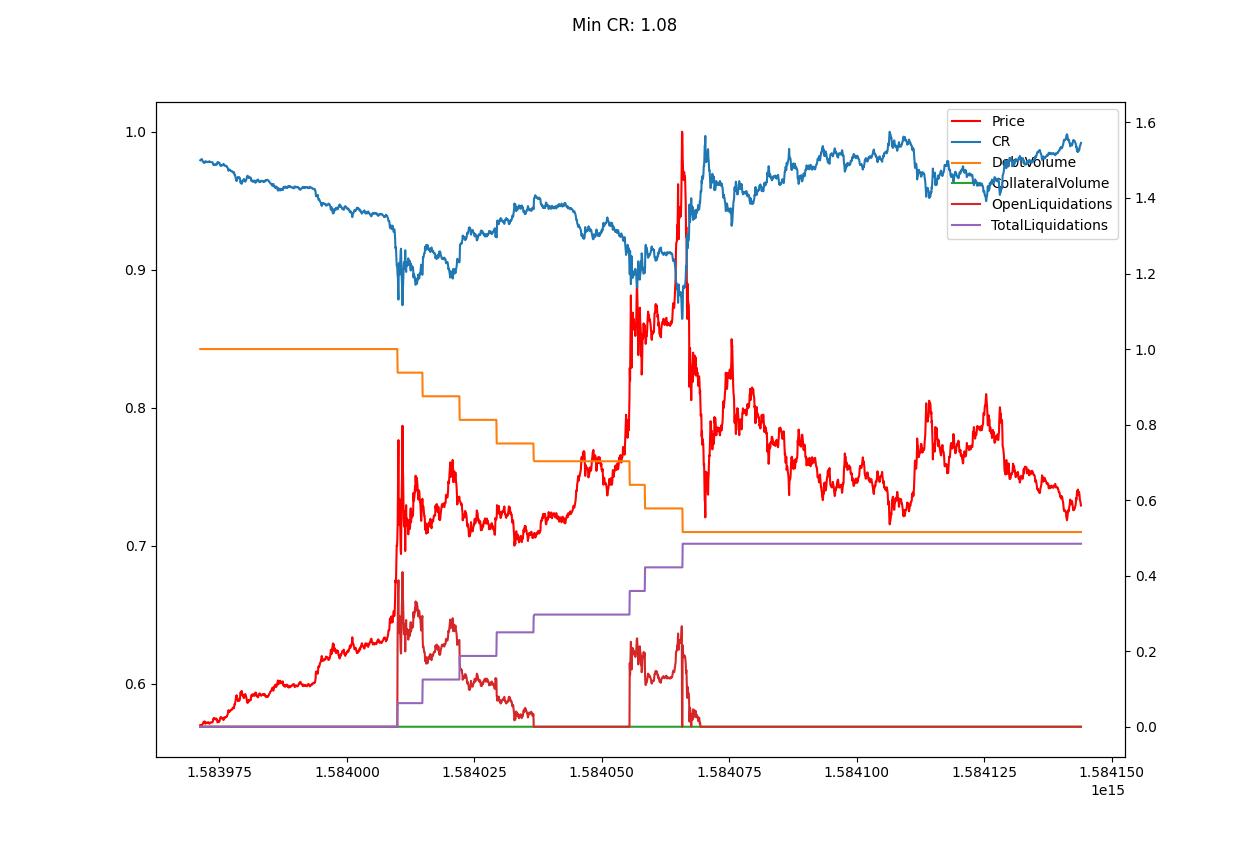 Min CR: 1.08
1.0
0.9
0.8
0.7
0.6
1.6
1.4
1.2
1.0
0.8
0.6
0.4
0.2
0.0
Price
CR
DebtVolume
CollateralVolume
OpenLiquidations
TotalLiquidations
1.583975 1.584000 1.584025 1.584050 1.584075 1.584100 1.584125 1.584150
1e15